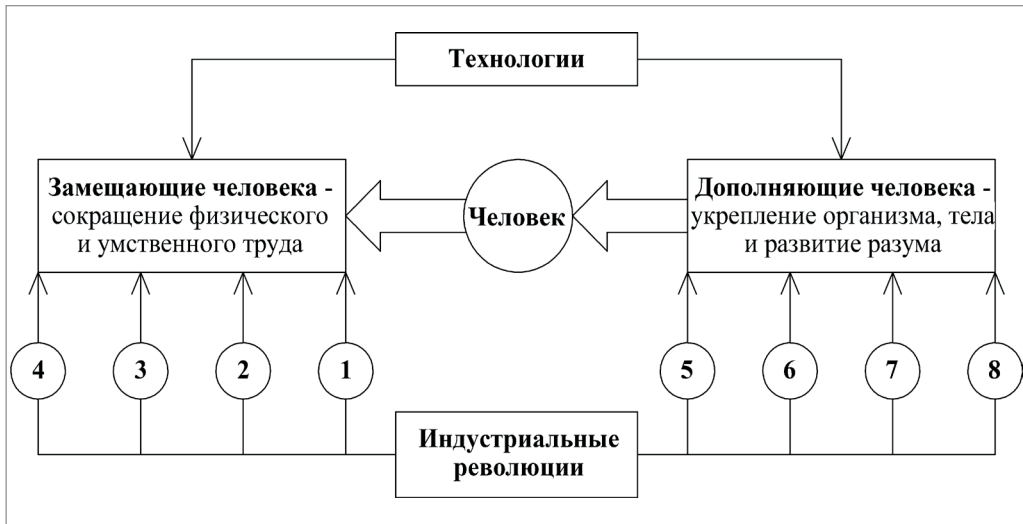 Технологии
Замещающие человека -
сокращение физического
и умственного труда
Человек
Дополняющие человека -
укрепление организма, тела
и развитие разума
4
3
2
1
5
6
7
8
Индустриальные
революции